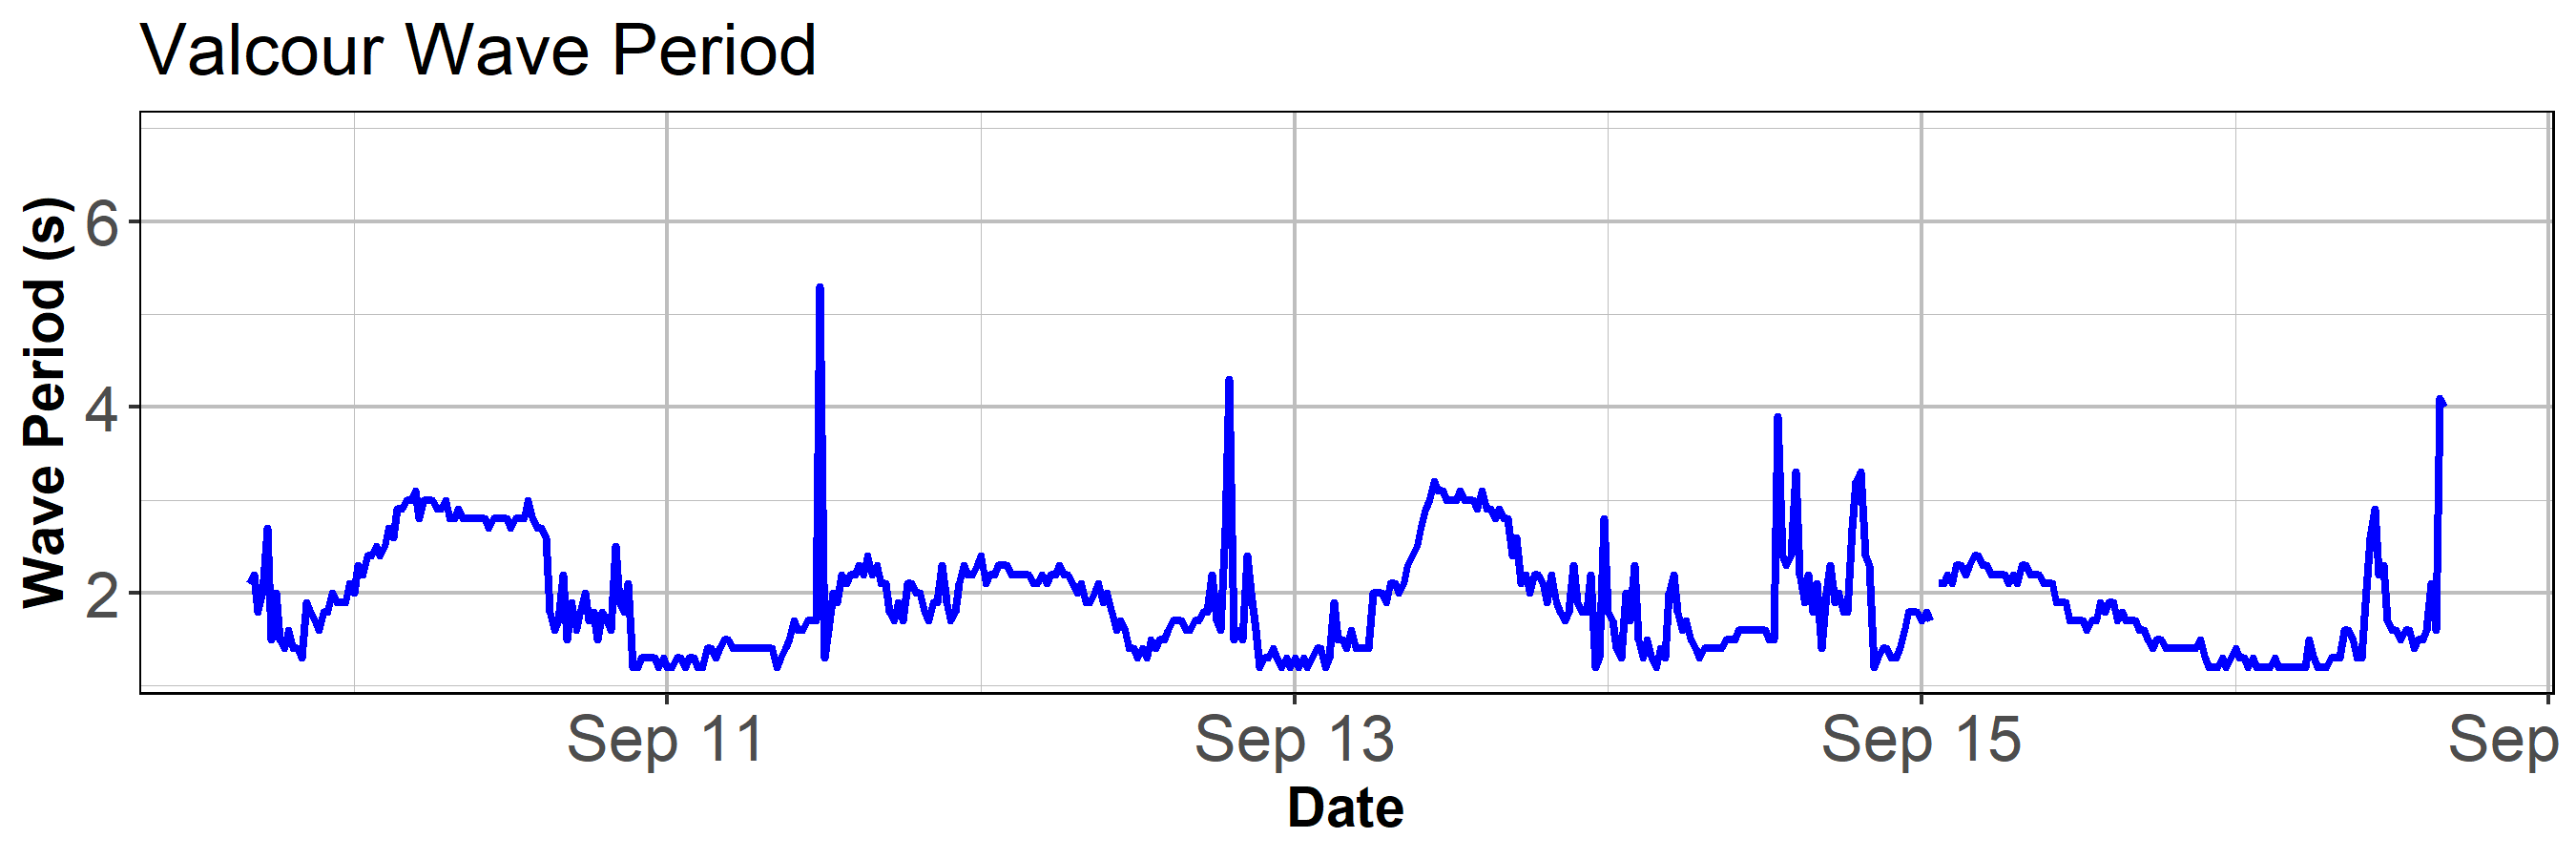 Valcour Wave Period
Wave Period (s)
6
4
2
Sep 11
Sep 13
Sep 15
Sep
Date